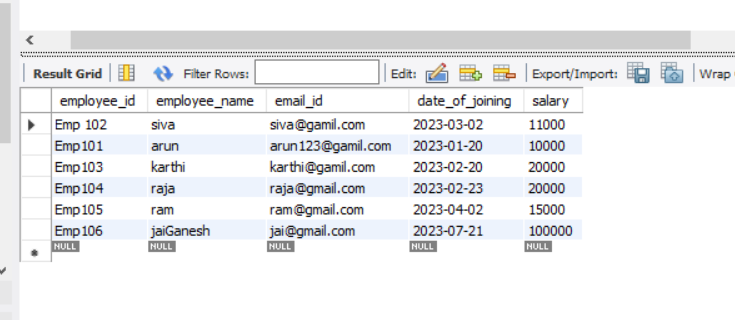 Result Grid Filter Rows: Edit: Export/Import: Wrap
employee_id employee_name email_id date_of_joining salary
Emp 102 siva siva@gamil.com 2023-03-02 11000
Emp101 arun arun123@gamil.com 2023-01-20 10000
Emp103 karthi karthi@gamil.com 2023-02-20 20000
Emp104 raja raja@gmail.com 2023-02-23 20000
Emp105 ram ram@gmail.com 2023-04-02 15000
Emp106 jaiGanesh jai@gmail.com 2023-07-21 100000
NULL NULL NULL NULL NULL